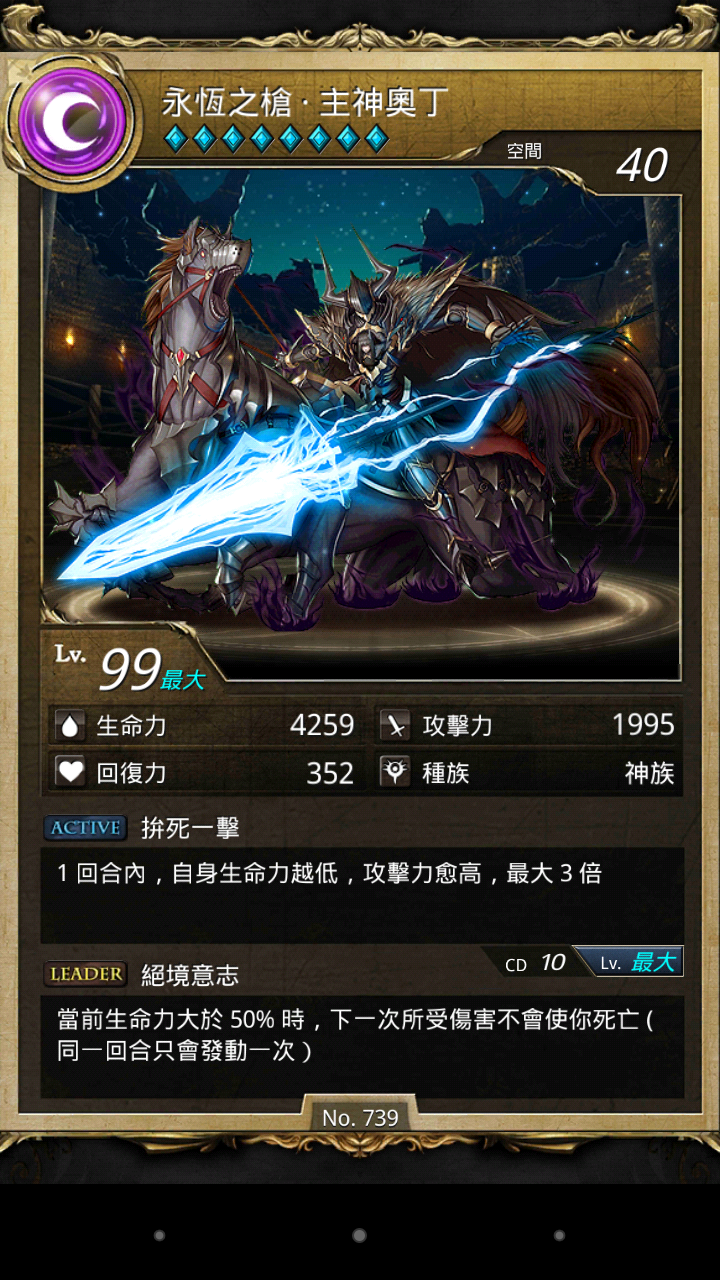 永恆之槍·主神奧丁
空間 40
Lv. 99最大
生命力 4259 攻擊力 1995
回復力 352 種族 神族
ACTIVE 拚死一擊
1 回合內，自身生命力越低，攻擊力愈高，最大 3 倍
CD 10 Lv. 最大
LEADER 絕境意志
當前生命力大於 50% 時，下一次所受傷害不會使你死亡 (
同一回合只會發動一次 )
No. 739